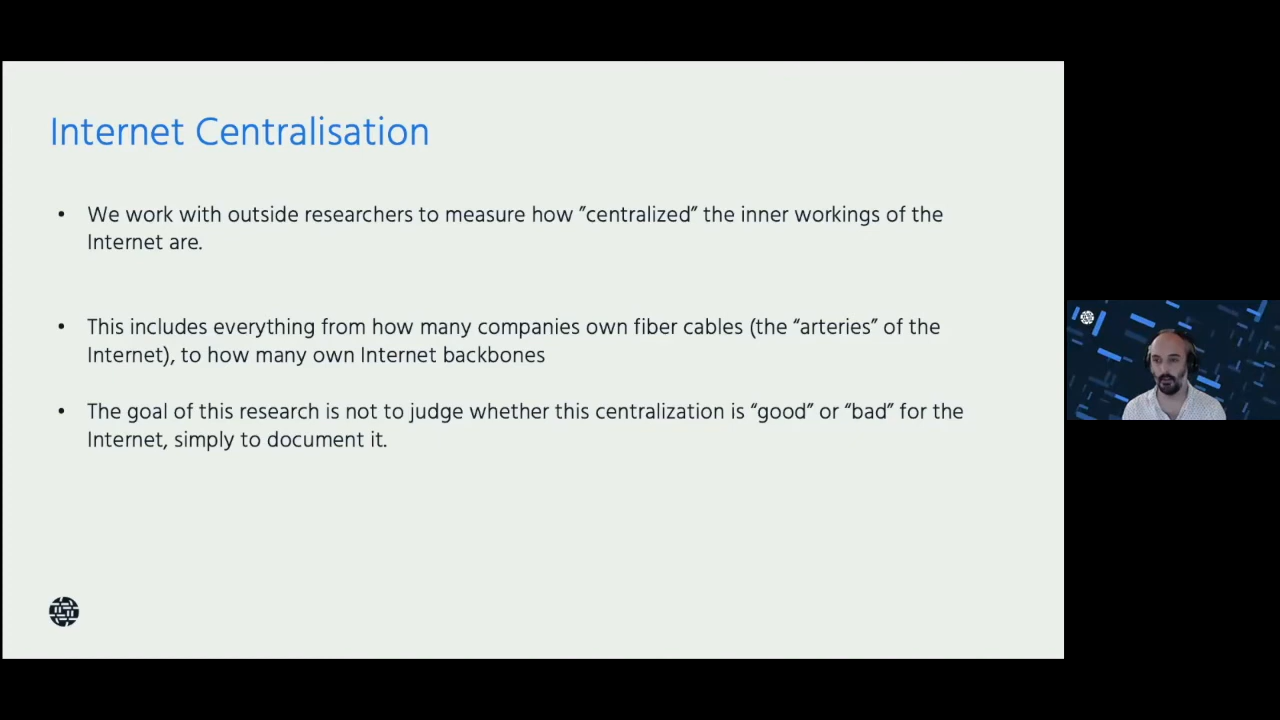 Internet Centralisation
• We work with outside researchers to measure how ”centralized” the inner workings of the
Internet are.
• This includes everything from how many companies own fiber cables (the “arteries” of the
Internet), to how many own Internet backbones
• The goal of this research is not to judge whether this centralization is “good” or “bad” for the
Internet, simply to document it.